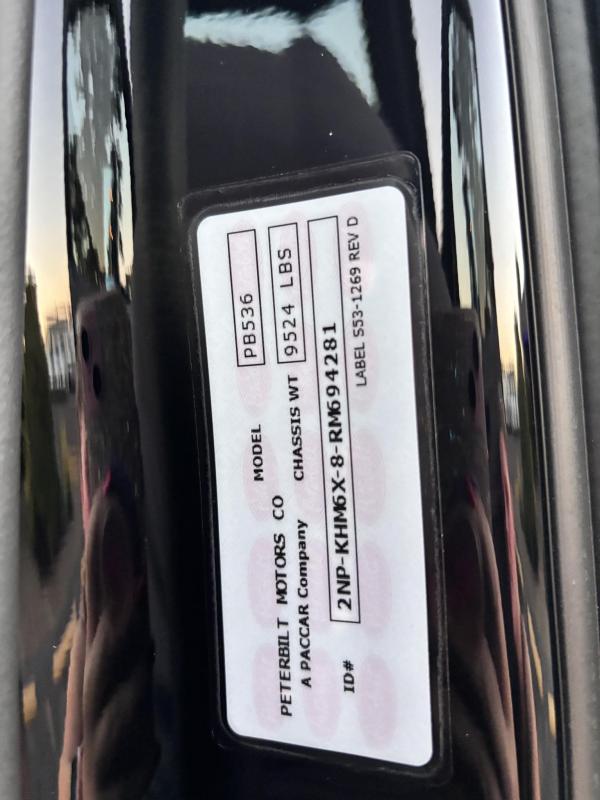 PETERBILT MOTORS CO MODEL PB536
A PACCAR Company CHASSIS WT 9524 LBS
ID# 2NP-KHM6X-8-RM694281
LABEL S53-1269 REV D